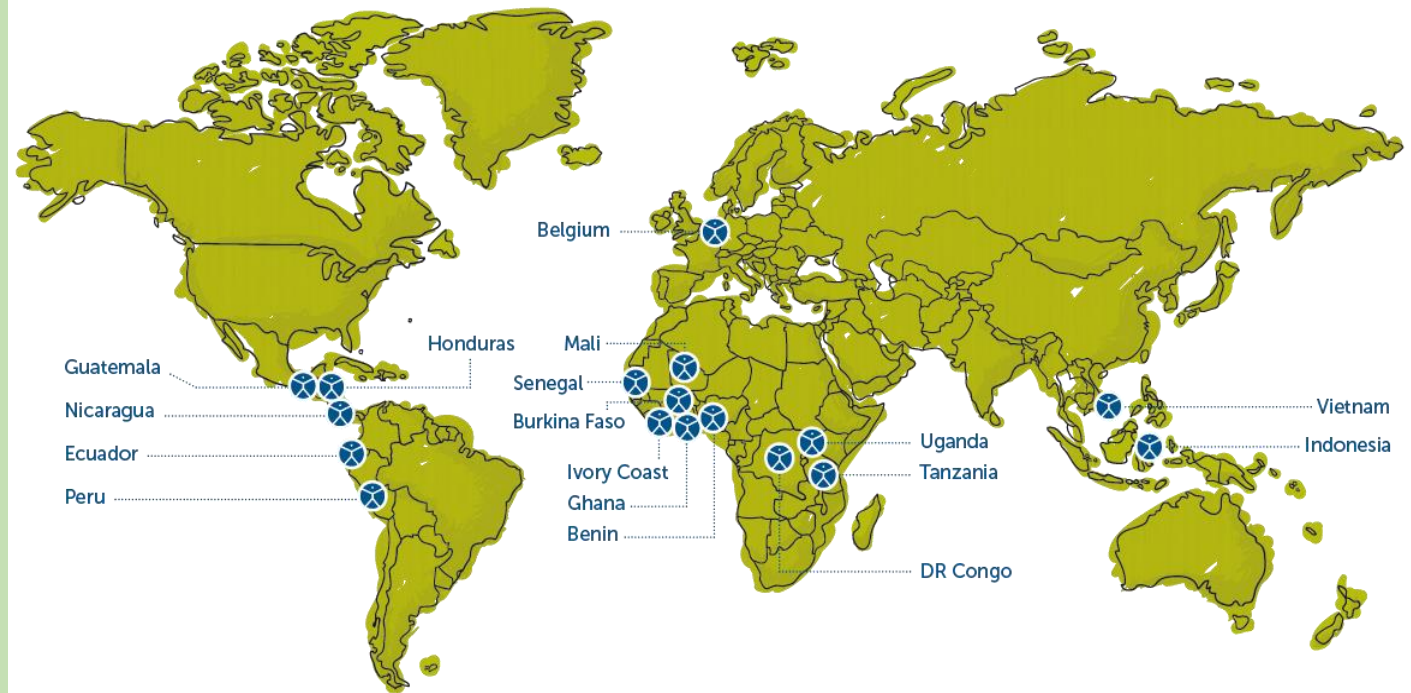 Belgium
Honduras
Mali
Guatemala
Senegal
Nicaragua
Burkina Faso
Vietnam
Ecuador
Uganda
Indonesia
Ivory Coast
Tanzania
Peru
Ghana
Benin
DR Congo